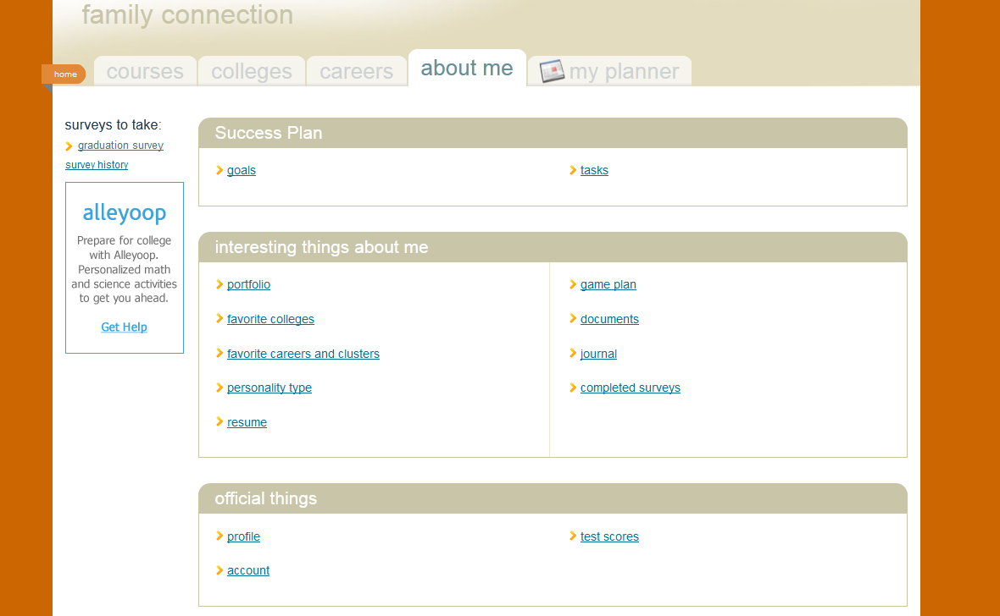 family connection
home
courses
colleges
careers
about me
my planner
surveys to take:
graduation survey
survey history
alleyoop
Prepare for college
with Alleyoop.
Personalized math
and science activities
to get you ahead.
Get Help
Success Plan
goals
tasks
interesting things about me
portfolio
game plan
favorite colleges
documents
favorite careers and clusters
journal
personality type
completed surveys
resume
official things
profile
test scores
account